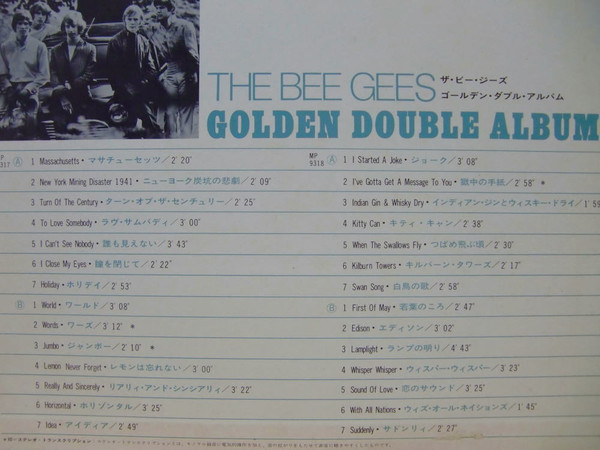 THE BEE GEES ザ・ビー・ジーズ
ゴールデン・ダブル・アルバム
GOLDEN DOUBLE ALBUM
P
9317 Ⓐ 1 Massachusetts・マサチューセッツ/2′20″
2 New York Mining Disaster 1941・ニューヨーク炭坑の悲劇/2′09″
3 Turn Of The Century・ターン・オブ・ザ・センチュリー/2′25″
4 To Love Somebody・ラヴ・サムバディ/3′00″
5 I Can't See Nobody・誰も見えない/3′43″
6 I Close My Eyes・瞳を閉じて/2′22″
7 Holiday・ホリデイ/2′53″
Ⓑ 1 World・ワールド/3′08″
2 Words・ワーズ/3′12″ *
3 Jumbo・ジャンボー/2′10″ *
4 Lemon Never Forget・レモンは忘れない/3′00″
5 Really And Sincerely・リアリィ・アンド・シンシアリィ/3′22″
6 Horizontal・ホリゾンタル/3′25″
7 Idea・アイディア/2′49″
MP
9318 Ⓐ 1 I Started A Joke・ジョーク/3′08″
2 I've Gotta Get A Message To You・獄中の手紙/2′58″ *
3 Indian Gin & Whisky Dry・インディアン・ジンとウィスキー・ドライ/1′59
4 Kitty Can・キティ・キャン/2′38″
5 When The Swallows Fly・つばめ飛ぶ頃/2′30″
6 Kilburn Towers・キルバーン・タワーズ/2′17″
7 Swan Song・白鳥の歌/2′58″
Ⓑ 1 First Of May・若葉のころ/2′47″
2 Edison・エディソン/3′02″
3 Lamplight・ランプの明り/4′43″
4 Whisper Whisper・ウィスパー・ウィスパー/3′23″
5 Sound Of Love・恋のサウンド/3′25″
6 With All Nations・ウィズ・オール・ネイションズ/1′45″
7 Suddenly・サドンリィ/2′27″